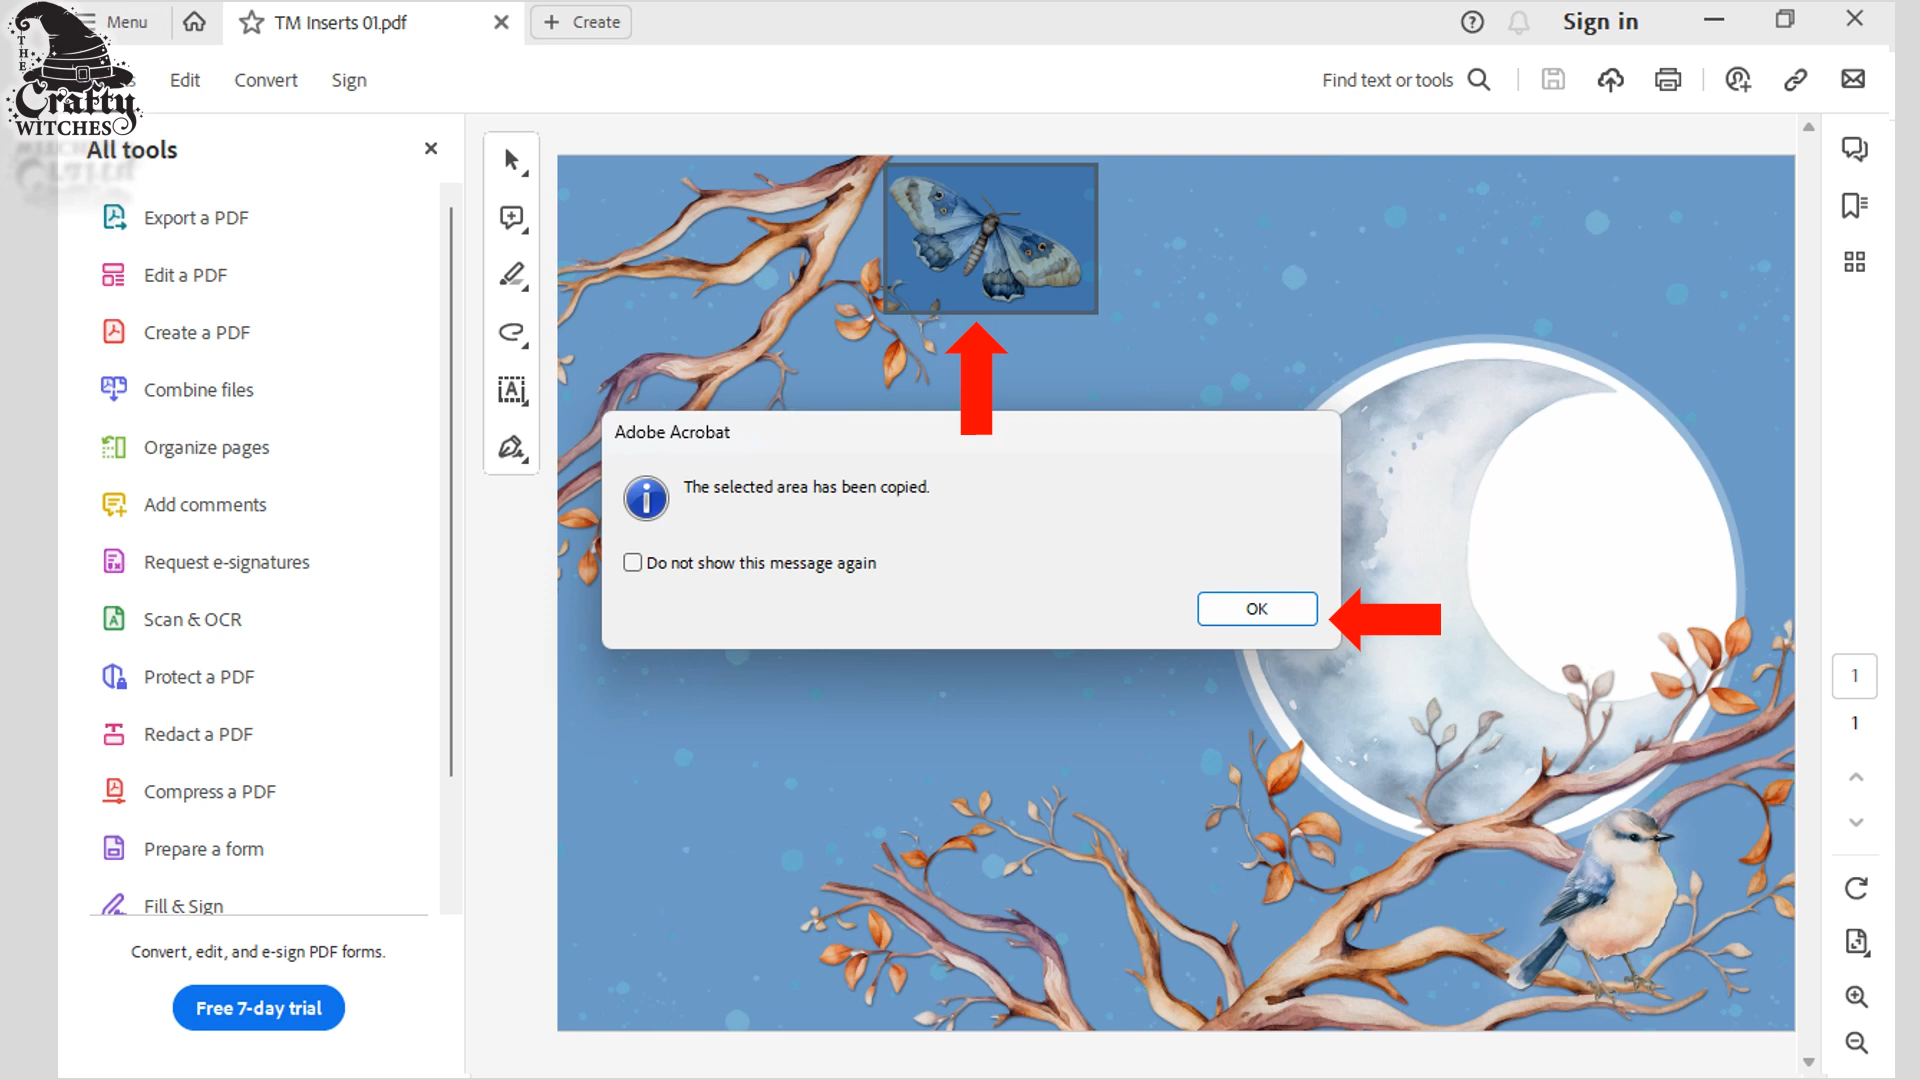 Menu
TM Inserts 01.pdf
Create
Sign in
THE
Crafty
WITCHES
Edit
Convert
Sign
Find text or tools
All tools
Export a PDF
Edit a PDF
Create a PDF
Combine files
Organize pages
Add comments
Request e-signatures
Scan & OCR
Protect a PDF
Redact a PDF
Compress a PDF
Prepare a form
Fill & Sign
Convert, edit, and e-sign PDF forms.
Free 7-day trial
Adobe Acrobat
The selected area has been copied.
Do not show this message again
OK
1
1